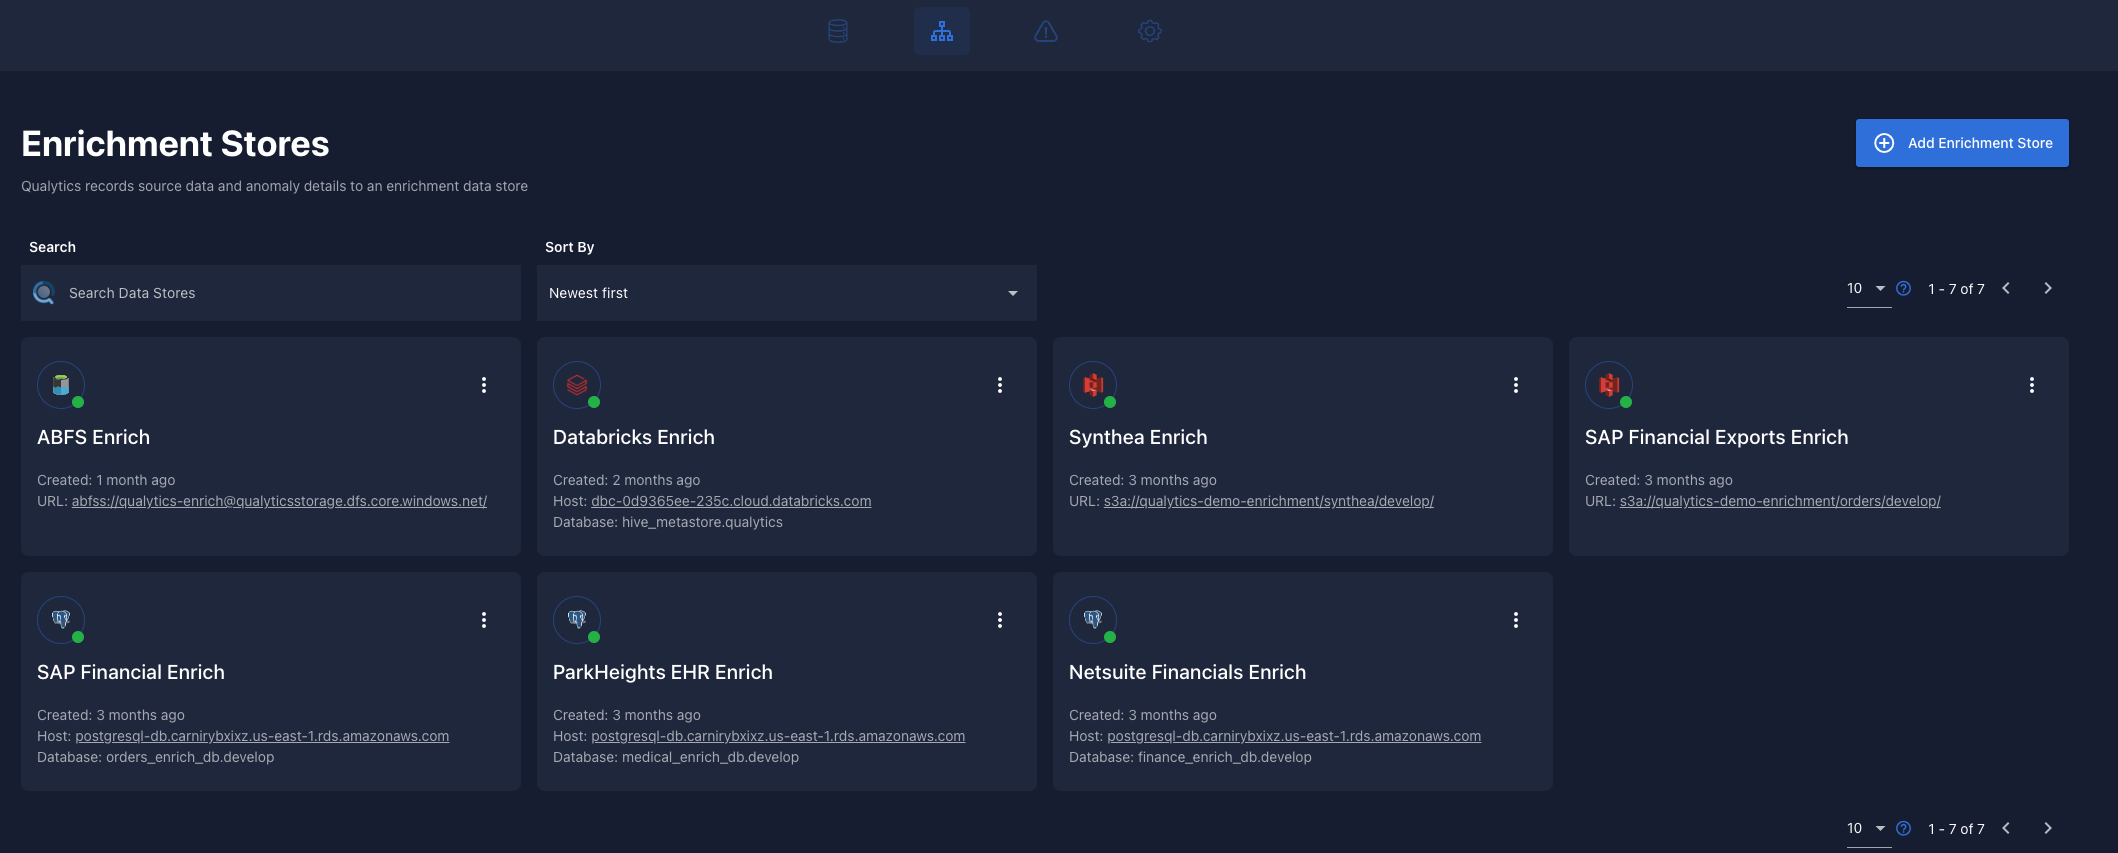 Enrichment Stores
Add Enrichment Store
Qualytics records source data and anomaly details to an enrichment data store
Search
Sort By
Search Data Stores
Newest first
10
1 - 7 of 7
ABFS Enrich
Created: 1 month ago
URL: abfss://qualytics-enrich@qualyticsstorage.dfs.core.windows.net/
Databricks Enrich
Created: 2 months ago
Host: dbc-0d9365ee-235c.cloud.databricks.com
Database: hive_metastore.qualytics
Synthea Enrich
Created: 3 months ago
URL: s3a://qualytics-demo-enrichment/synthea/develop/
SAP Financial Exports Enrich
Created: 3 months ago
URL: s3a://qualytics-demo-enrichment/orders/develop/
SAP Financial Enrich
Created: 3 months ago
Host: postgresql-db.carnirybxixz.us-east-1.rds.amazonaws.com
Database: orders_enrich_db.develop
ParkHeights EHR Enrich
Created: 3 months ago
Host: postgresql-db.carnirybxixz.us-east-1.rds.amazonaws.com
Database: medical_enrich_db.develop
Netsuite Financials Enrich
Created: 3 months ago
Host: postgresql-db.carnirybxixz.us-east-1.rds.amazonaws.com
Database: finance_enrich_db.develop
10
1 - 7 of 7